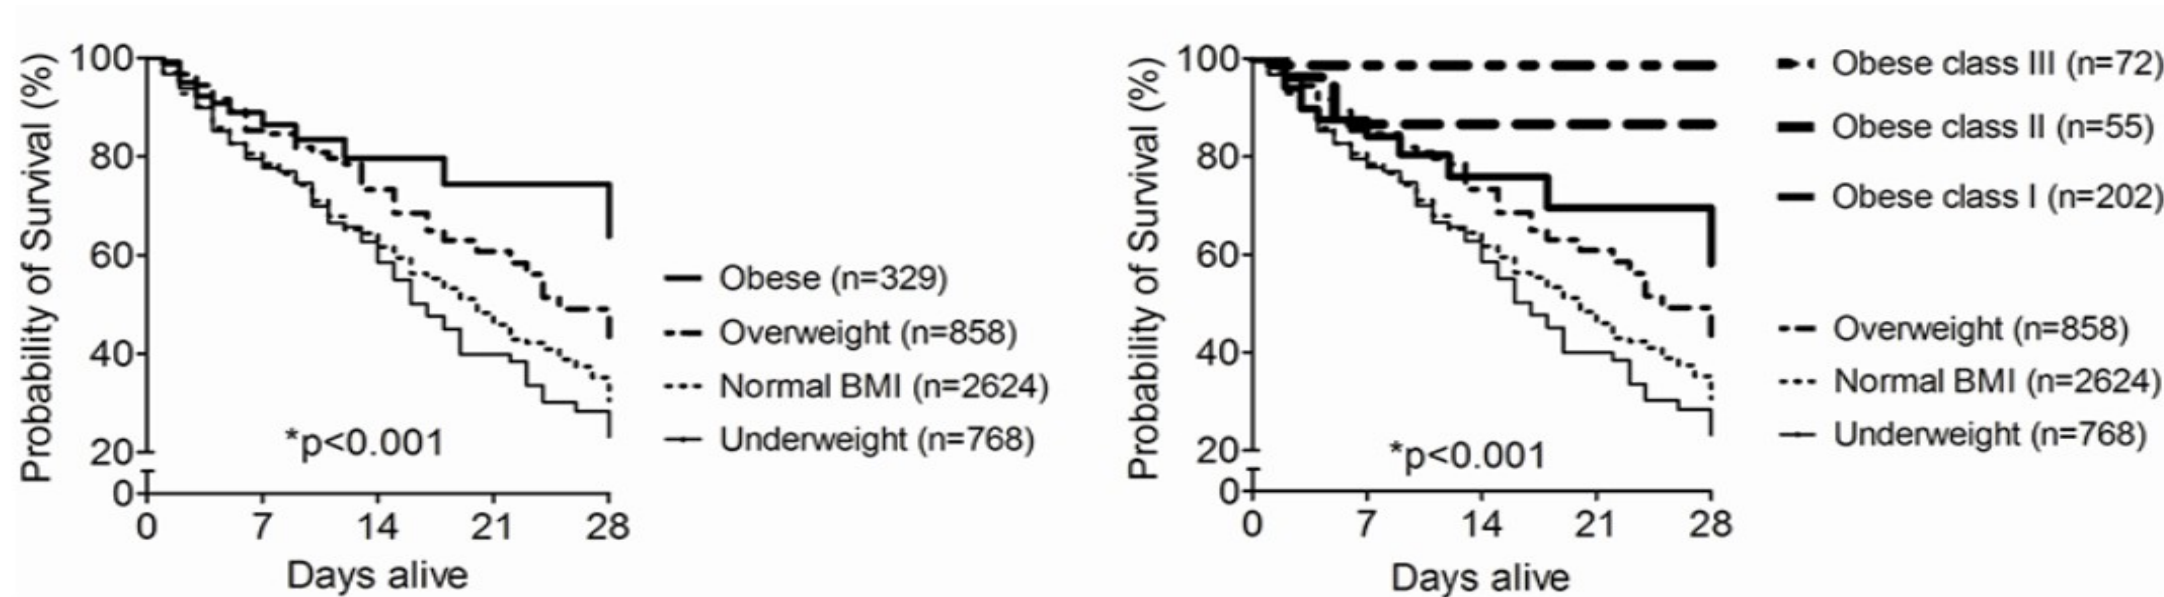 Probability of Survival (%)
100
80
60
40
20
0
0 7 14 21 28
Days alive
*p<0.001
Obese (n=329)
Overweight (n=858)
Normal BMI (n=2624)
Underweight (n=768)
Probability of Survival (%)
100
80
60
40
20
0
0 7 14 21 28
Days alive
*p<0.001
Obese class III (n=72)
Obese class II (n=55)
Obese class I (n=202)
Overweight (n=858)
Normal BMI (n=2624)
Underweight (n=768)